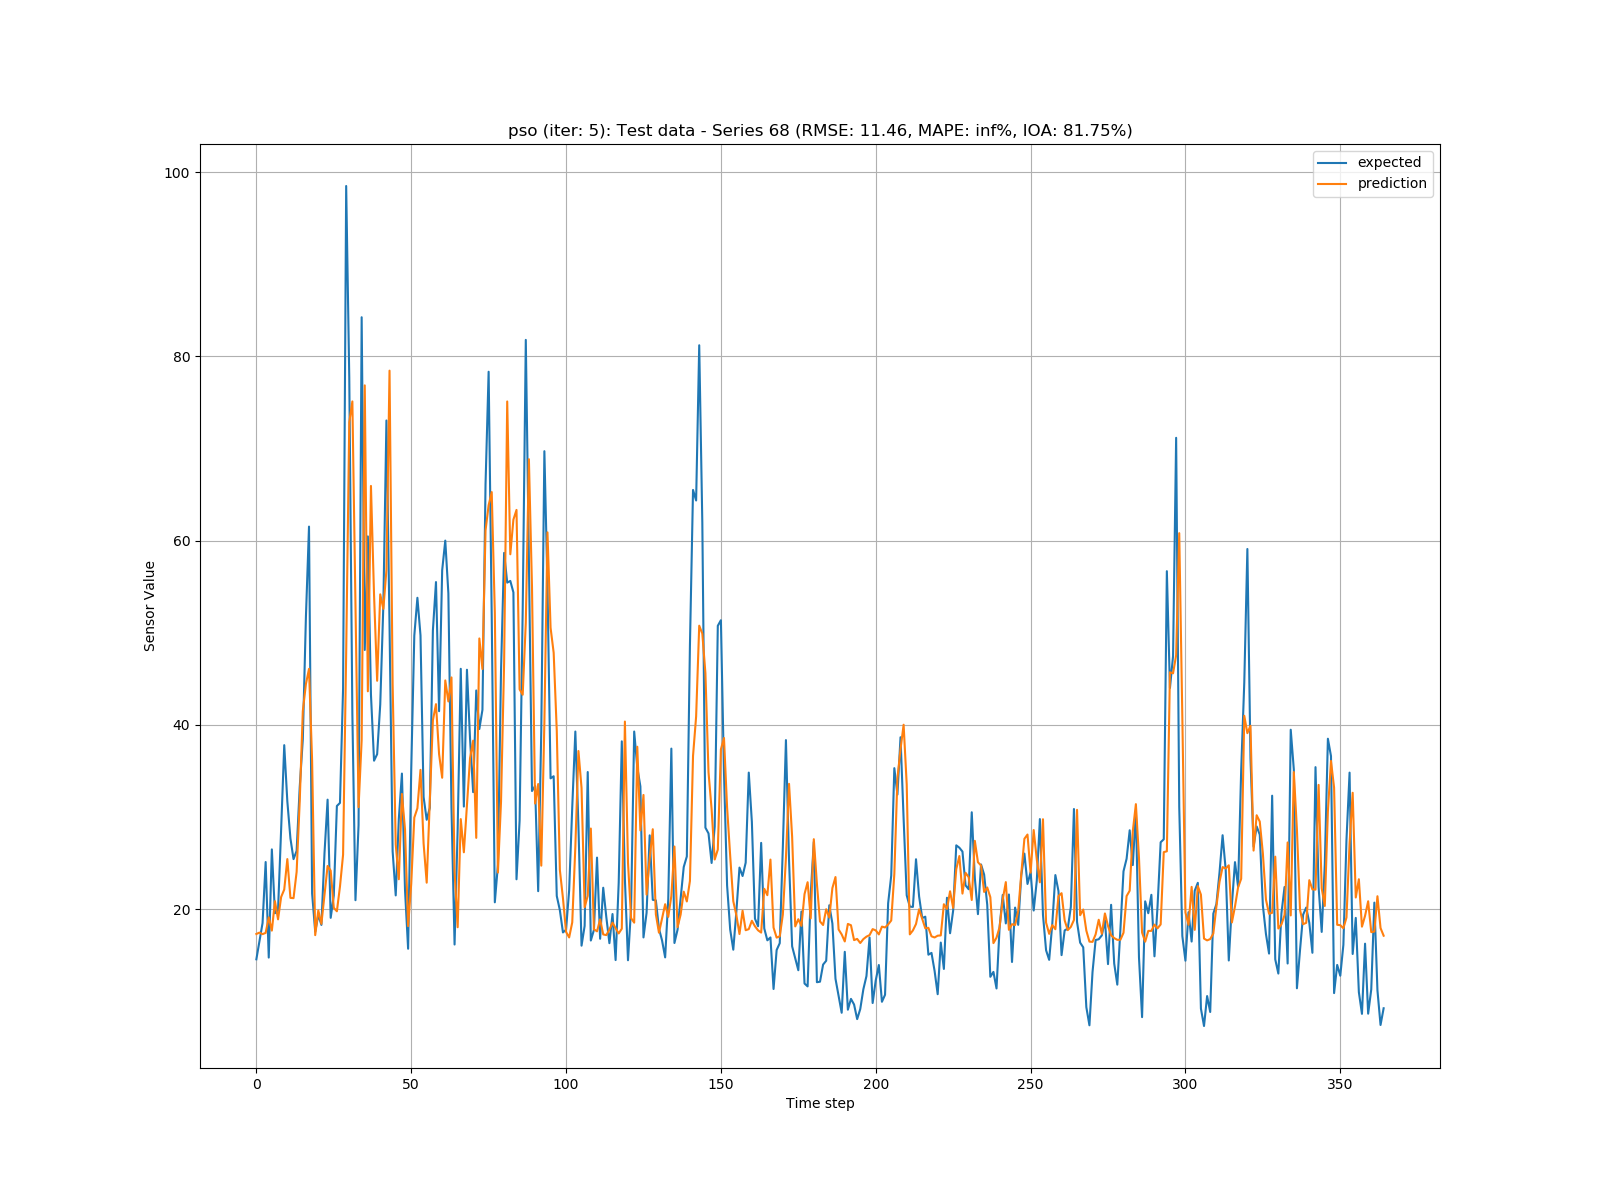 pso (iter: 5): Test data - Series 68 (RMSE: 11.46, MAPE: inf%, IOA: 81.75%)
expected
prediction
100
80
60
40
20
Sensor Value
0 50 100 150 200 250 300 350
Time step